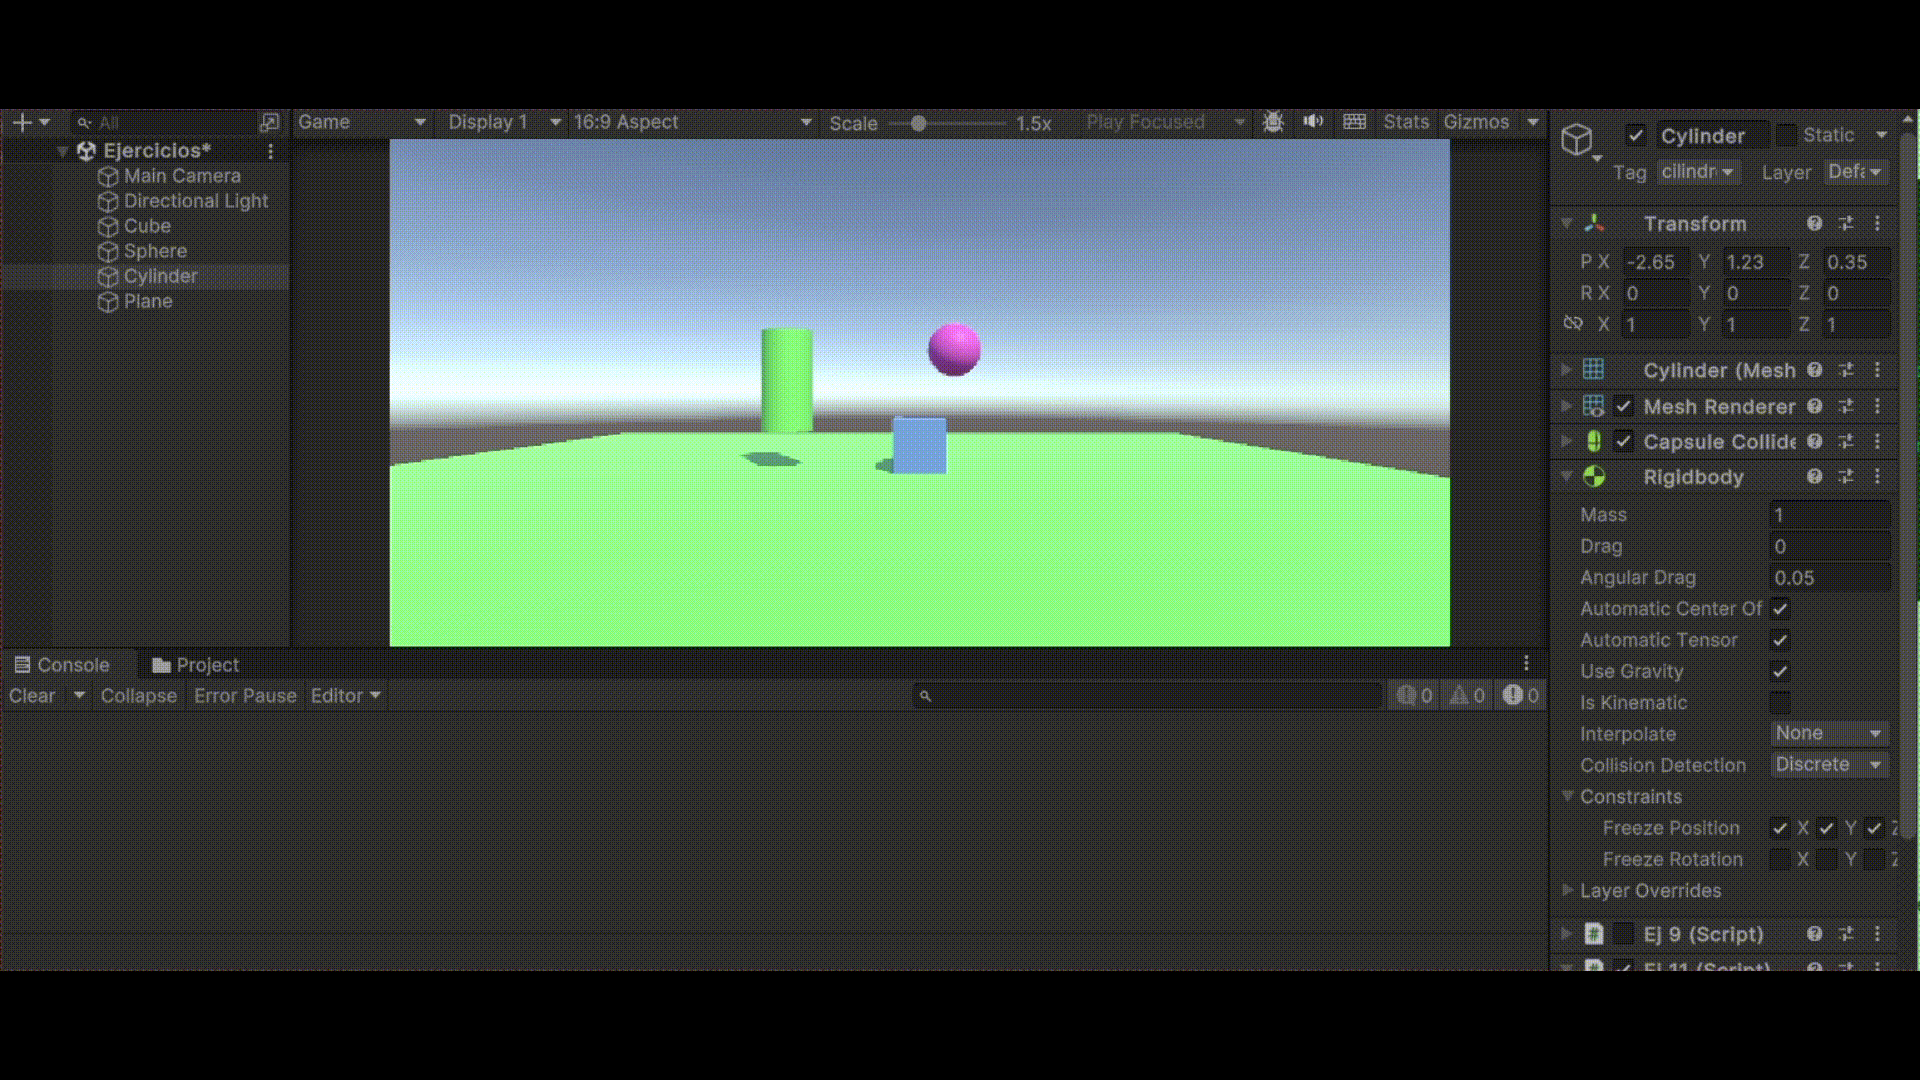 All
Game
Display 1
16:9 Aspect
Scale
1.5x
Play Focused
Stats
Gizmos
Ejercicios*
Main Camera
Directional Light
Cube
Sphere
Cylinder
Plane
Console
Project
Clear
Collapse
Error Pause
Editor
0
0
0
Cylinder
Static
Tag cilindr
Layer Defa
Transform
P X -2.65 Y 1.23 Z 0.35
R X 0 Y 0 Z 0
X 1 Y 1 Z 1
Cylinder (Mesh
Mesh Renderer
Capsule Collide
Rigidbody
Mass 1
Drag 0
Angular Drag 0.05
Automatic Center Of
Automatic Tensor
Use Gravity
Is Kinematic
Interpolate None
Collision Detection Discrete
Constraints
Freeze Position X Y Z
Freeze Rotation X Y Z
Layer Overrides
Ej 9 (Script)
Ej 11 (Script)